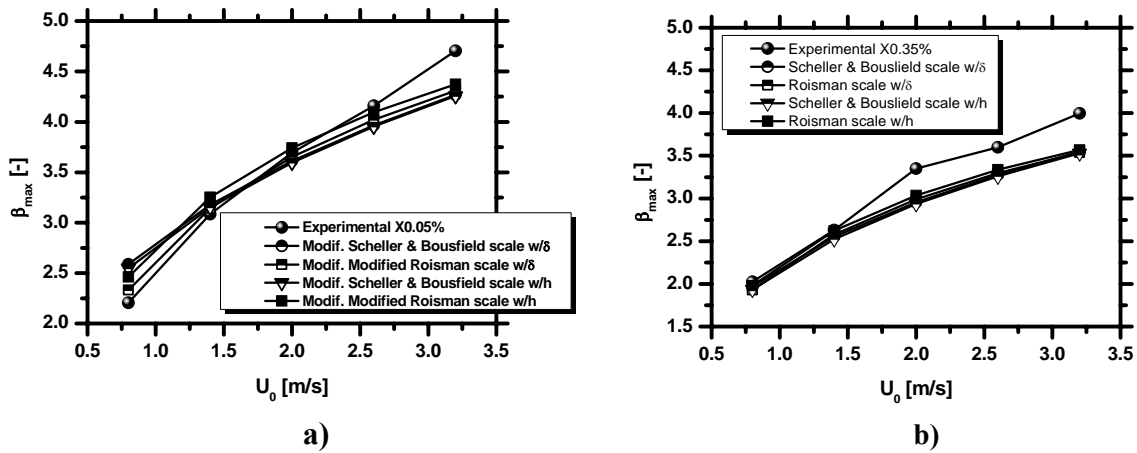 5.0
4.5
4.0
3.5
3.0
2.5
2.0
βmax [-]
Experimental X0.05%
Modif. Scheller & Bousfield scale w/δ
Modif. Modified Roisman scale w/δ
Modif. Scheller & Bousfield scale w/h
Modif. Modified Roisman scale w/h
0.5 1.0 1.5 2.0 2.5 3.0 3.5
U0 [m/s]
a)
5.0
4.5
4.0
3.5
3.0
2.5
2.0
1.5
βmax [-]
Experimental X0.35%
Scheller & Bouslield scale w/δ
Roisman scale w/δ
Scheller & Bouslield scale w/h
Roisman scale w/h
0.5 1.0 1.5 2.0 2.5 3.0 3.5
U0 [m/s]
b)